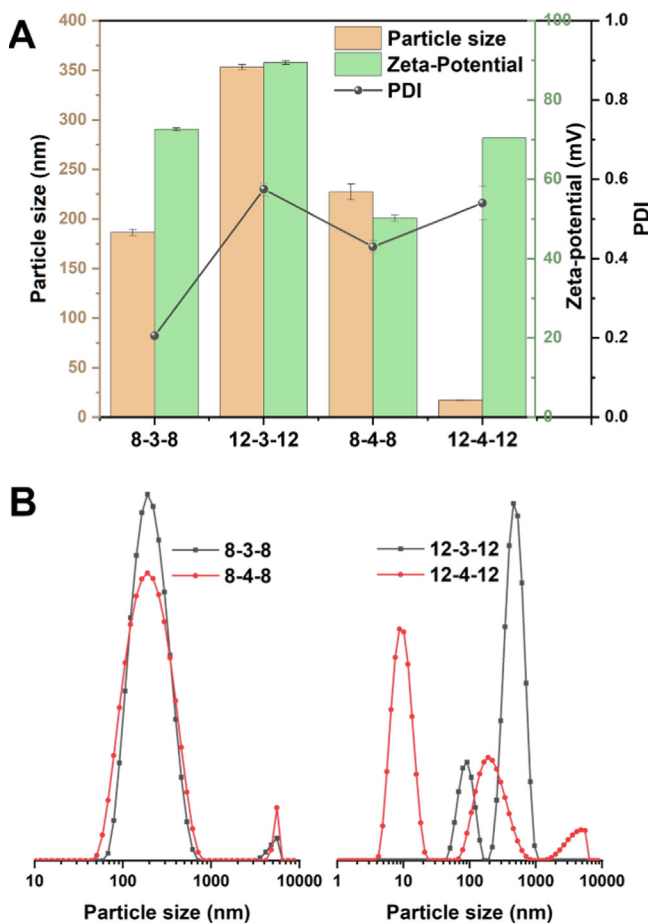 A
Particle size (nm)
400
350
300
250
200
150
100
50
0
Particle size
Zeta-Potential
PDI
100
80
60
40
20
0
Zeta-potential (mV)
1.0
0.8
0.6
0.4
0.2
0.0
PDI
8-3-8 12-3-12 8-4-8 12-4-12
B
8-3-8
8-4-8
12-3-12
12-4-12
10 100 1000 10000
1 10 100 1000 10000
Particle size (nm) Particle size (nm)